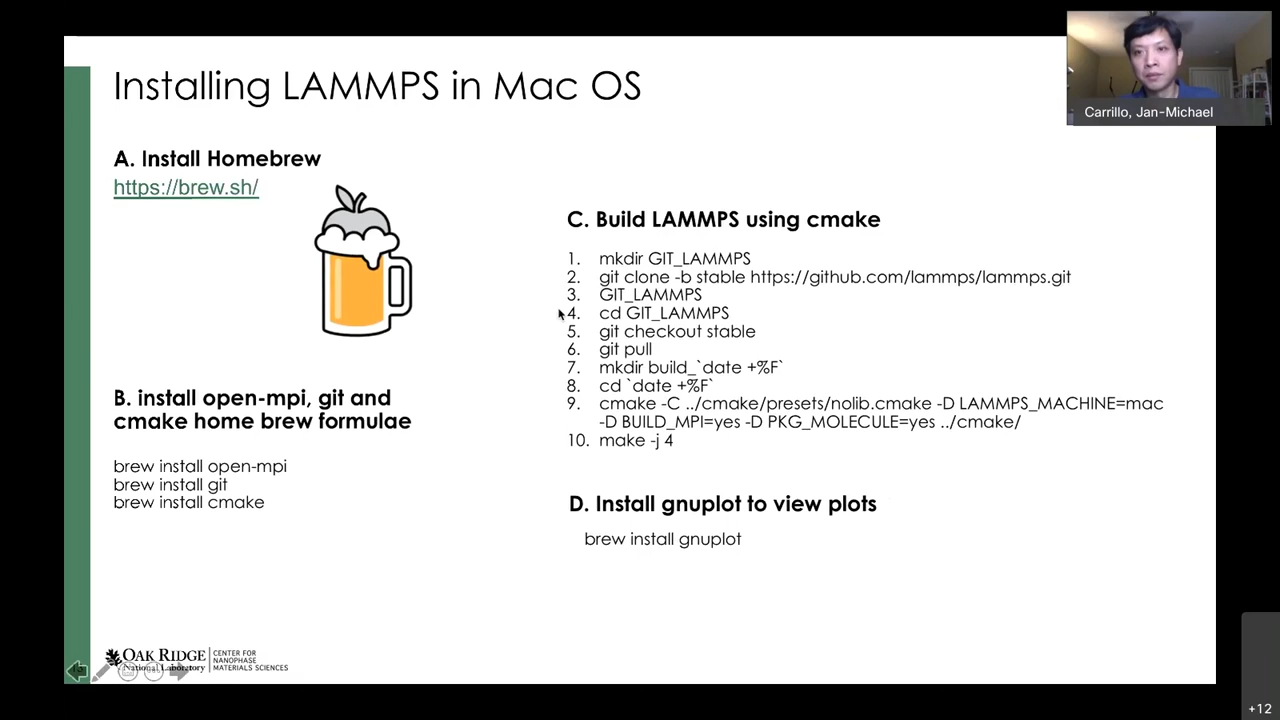 Installing LAMMPS in Mac OS
Carrillo, Jan-Michael
A. Install Homebrew
https://brew.sh/
B. install open-mpi, git and
cmake home brew formulae
brew install open-mpi
brew install git
brew install cmake
C. Build LAMMPS using cmake
1. mkdir GIT_LAMMPS
2. git clone -b stable https://github.com/lammps/lammps.git
3. GIT_LAMMPS
4. cd GIT_LAMMPS
5. git checkout stable
6. git pull
7. mkdir build_`date +%F`
8. cd `date +%F`
9. cmake -C ../cmake/presets/nolib.cmake -D LAMMPS_MACHINE=mac
-D BUILD_MPI=yes -D PKG_MOLECULE=yes ../cmake/
10. make -j 4
D. Install gnuplot to view plots
brew install gnuplot
OAK RIDGE
National Laboratory
CENTER FOR
NANOPHASE
MATERIALS SCIENCES
+12